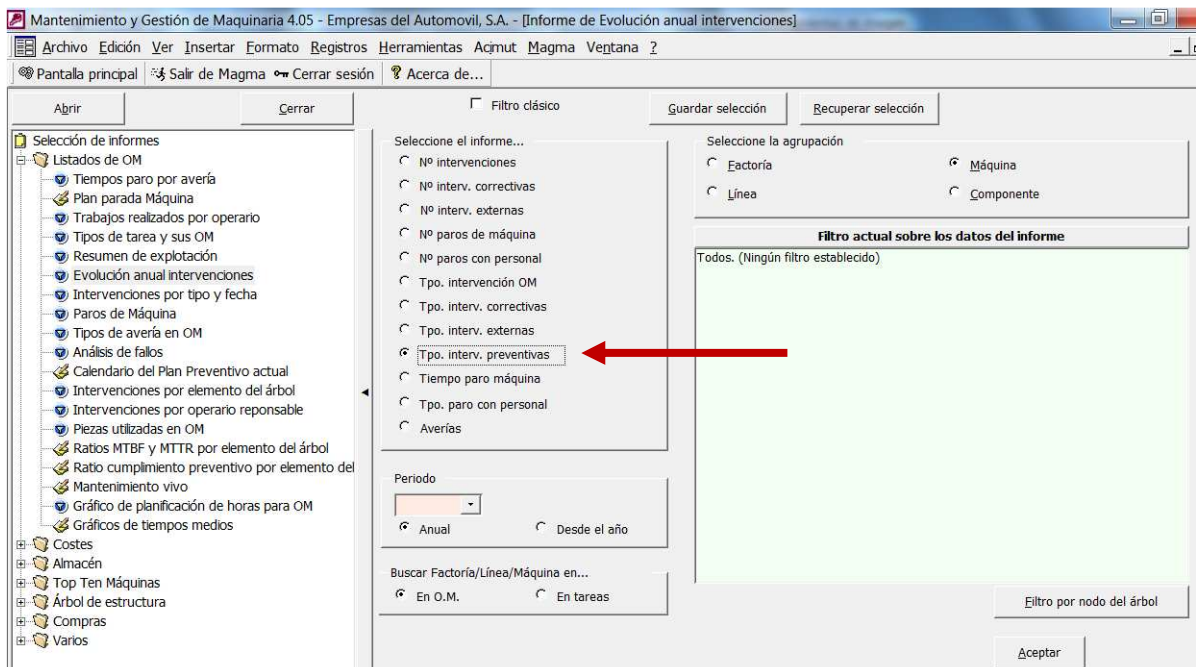 Mantenimiento y Gestión de Maquinaria 4.05 - Empresas del Automovil, S.A. - [Informe de Evolución anual intervenciones]
Archivo Edición Ver Insertar Formato Registros Herramientas Acimut Magma Ventana ?
Pantalla principal Salir de Magma Cerrar sesión Acerca de...
Abrir Cerrar
Selección de informes
Listados de OM
Tiempos paro por avería
Plan parada Máquina
Trabajos realizados por operario
Tipos de tarea y sus OM
Resumen de explotación
Evolución anual intervenciones
Intervenciones por tipo y fecha
Paros de Máquina
Tipos de avería en OM
Análisis de fallos
Calendario del Plan Preventivo actual
Intervenciones por elemento del árbol
Intervenciones por operario reponsable
Piezas utilizadas en OM
Ratios MTBF y MTTR por elemento del árbol
Ratio cumplimiento preventivo por elemento del
Mantenimiento vivo
Gráfico de planificación de horas para OM
Gráficos de tiempos medios
Costes
Almacén
Top Ten Máquinas
Árbol de estructura
Compras
Varios
Filtro clásico
Guardar selección Recuperar selección
Seleccione el informe...
Nº intervenciones
Nº interv. correctivas
Nº interv. externas
Nº paros de máquina
Nº paros con personal
Tpo. intervención OM
Tpo. interv. correctivas
Tpo. interv. externas
Tpo. interv. preventivas
Tiempo paro máquina
Tpo. paro con personal
Averías
Periodo
Anual Desde el año
Buscar Factoría/Línea/Máquina en...
En O.M. En tareas
Seleccione la agrupación
Factoría Máquina
Línea Componente
Filtro actual sobre los datos del informe
Todos. (Ningún filtro establecido)
Filtro por nodo del árbol
Aceptar